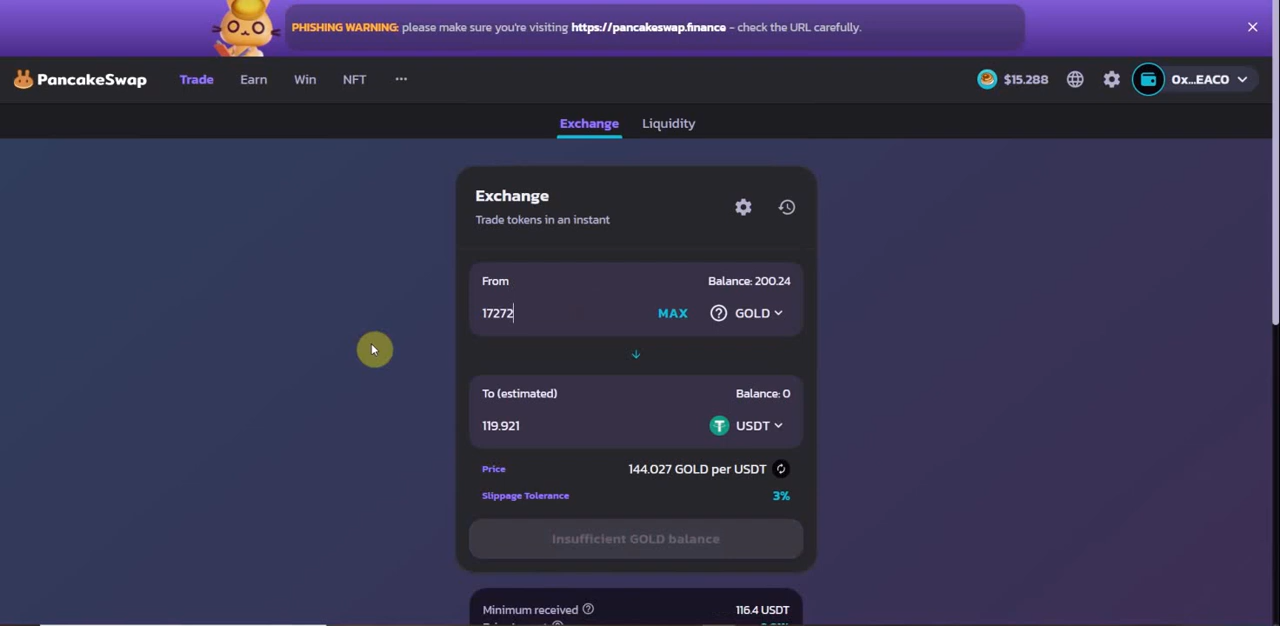 PHISHING WARNING: please make sure you're visiting https://pancakeswap.finance - check the URL carefully.
PancakeSwap Trade Earn Win NFT ··· $15.288 0x...EAC0
Exchange Liquidity
Exchange
Trade tokens in an instant
From Balance: 200.24
17272 MAX GOLD
To (estimated) Balance: 0
119.921 USDT
Price 144.027 GOLD per USDT
Slippage Tolerance 3%
Insufficient GOLD balance
Minimum received 116.4 USDT